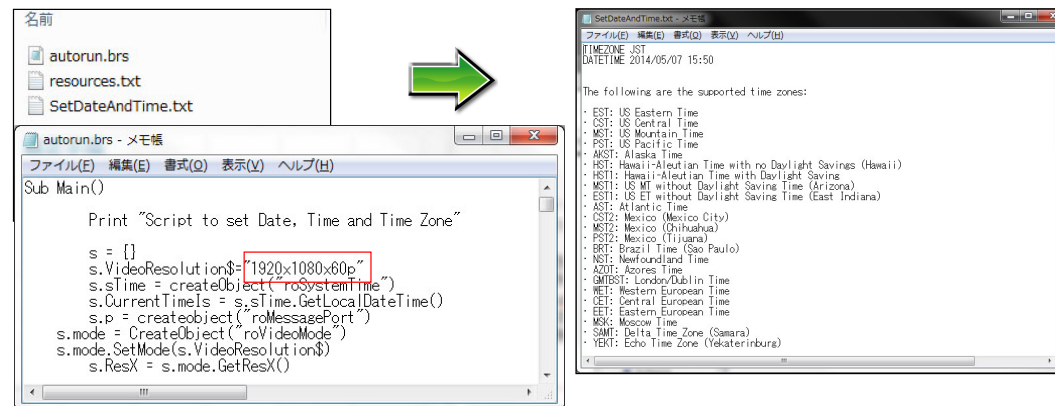 名前
autorun.brs
resources.txt
SetDateAndTime.txt
autorun.brs - メモ帳
ファイル(F) 編集(E) 書式(O) 表示(V) ヘルプ(H)
Sub Main()
Print "Script to set Date, Time and Time Zone"
s = {}
s.VideoResolution$="1920x1080x60p"
s.sTime = createObject("roSystemTime")
s.CurrentTimeIs = s.sTime.GetLocalDateTime()
s.p = createobject("roMessagePort")
s.mode = CreateObject("roVideoMode")
s.mode.SetMode(s.VideoResolution$)
s.ResX = s.mode.GetResX()
SetDateAndTime.txt - メモ帳
ファイル(F) 編集(E) 書式(O) 表示(V) ヘルプ(H)
TIMEZONE JST
DATETIME 2014/05/07 15:50
The following are the supported time zones:
· EST: US Eastern Time
· CST: US Central Time
· MST: US Mountain Time
· PST: US Pacific Time
· AKST: Alaska Time
· HST: Hawaii-Aleutian Time with no Daylight Savings (Hawaii)
· HST1: Hawaii-Aleutian Time with Daylight Saving
· MST1: US MT without Daylight Saving Time (Arizona)
· EST1: US ET without Daylight Saving Time (East Indiana)
· AST: Atlantic Time
· CST2: Mexico (Mexico City)
· MST2: Mexico (Chihuahua)
· PST2: Mexico (Tijuana)
· BRT: Brazil Time (Sao Paulo)
· NST: Newfoundland Time
· AZOT: Azores Time
· GMTBST: London/Dublin Time
· WET: Western European Time
· CET: Central European Time
· EET: Eastern European Time
· MSK: Moscow Time
· SAMT: Delta Time Zone (Samara)
· YEKT: Echo Time Zone (Yekaterinburg)